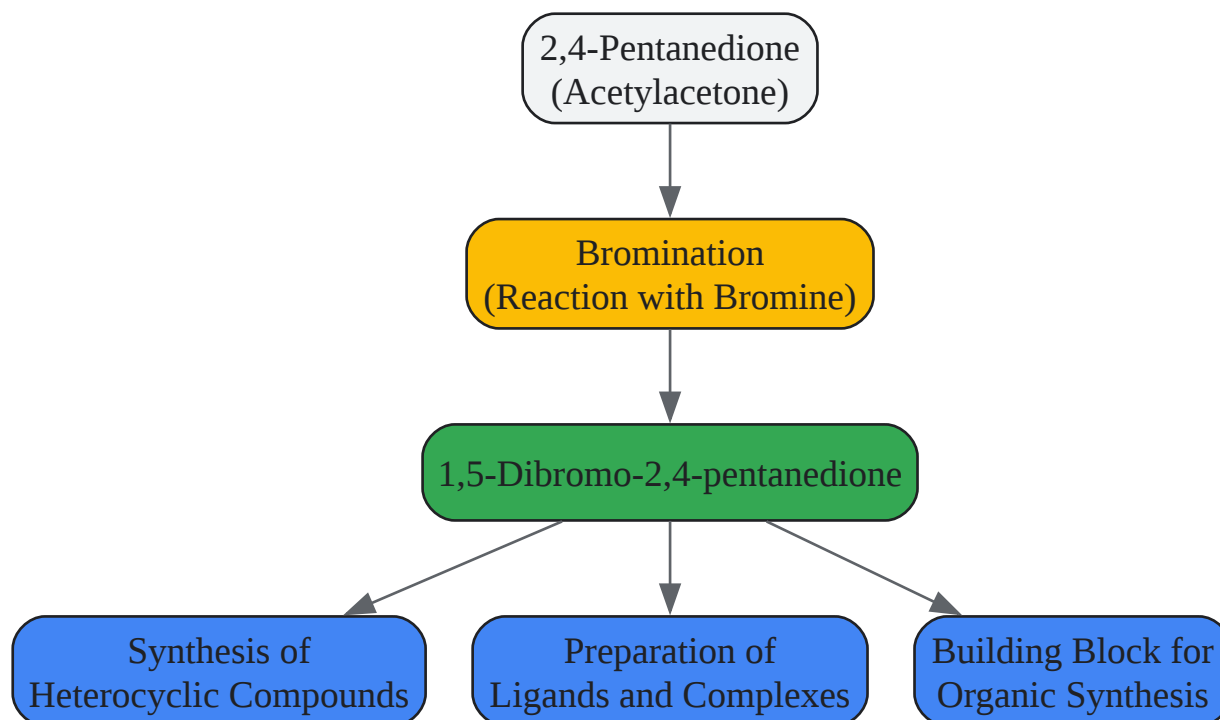 2,4-Pentanedione
(Acetylacetone)
Bromination
(Reaction with Bromine)
1,5-Dibromo-2,4-pentanedione
Synthesis of
Heterocyclic Compounds
Preparation of
Ligands and Complexes
Building Block for
Organic Synthesis